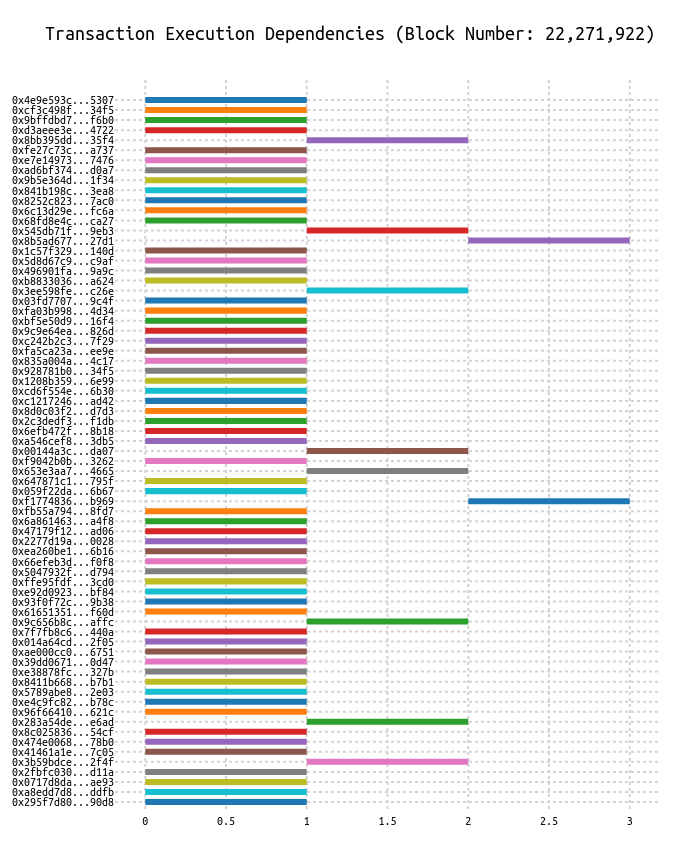 Transaction Execution Dependencies (Block Number: 22,271,922)
0x4e9e593c...5307
0xcf3c498f...34f5
0x9bffdbd7...f6b0
0xd3aeee3e...4722
0x8bb395dd...35f4
0xfe27c73c...a737
0xe7e14973...7476
0xad6bf374...d0a7
0x9b5e364d...1f34
0x841b198c...3ea8
0x8252c823...7ac0
0x6c13d29e...fc6a
0x68fd8e4c...ca27
0x545db71f...9eb3
0x8b5ad677...27d1
0x1c57f329...140d
0x5d8d67c9...c9af
0x496901fa...9a9c
0xb8833036...a624
0x3ee598fe...c26e
0x03fd7707...9c4f
0xfa03b998...4d34
0xbf5e50d9...16f4
0x9c9e64ea...826d
0xc242b2c3...7f29
0xfa5ca23a...ee9e
0x835a004a...4c17
0x928781b0...34f5
0x1208b359...6e99
0xcd6f554e...6b30
0xc1217246...ad42
0x8d0c03f2...d7d3
0x2c3dedf3...f1db
0x6efb472f...8b18
0xa546cef8...3db5
0x00144a3c...da07
0xf9042b0b...3262
0x653e3aa7...4665
0x647871c1...795f
0x059f22da...6b67
0xf1774836...b969
0xfb55a794...8fd7
0x6a861463...a4f8
0x47179f12...ad06
0x2277d19a...0028
0xea260be1...6b16
0x66efeb3d...f0f8
0x5047932f...d794
0xffe95fdf...3cd0
0xe92d0923...bf84
0x93f0f72c...9b38
0x61651351...f60d
0x9c656b8c...affc
0x7f7fb8c6...440a
0x014a64cd...2f05
0xae000cc0...6751
0x39dd0671...0d47
0xe38878fc...327b
0x8411b668...b7b1
0x5789abe8...2e03
0xe4c9fc82...b78c
0x96f66410...621c
0x283a54de...e6ad
0x8c025836...54cf
0x474e0068...78b0
0x41461a1e...7c05
0x3b59bdce...2f4f
0x2fbfc030...d11a
0x0717d8da...ae93
0xa8edd7d8...ddfb
0x295f7d80...90d8
0 0.5 1 1.5 2 2.5 3